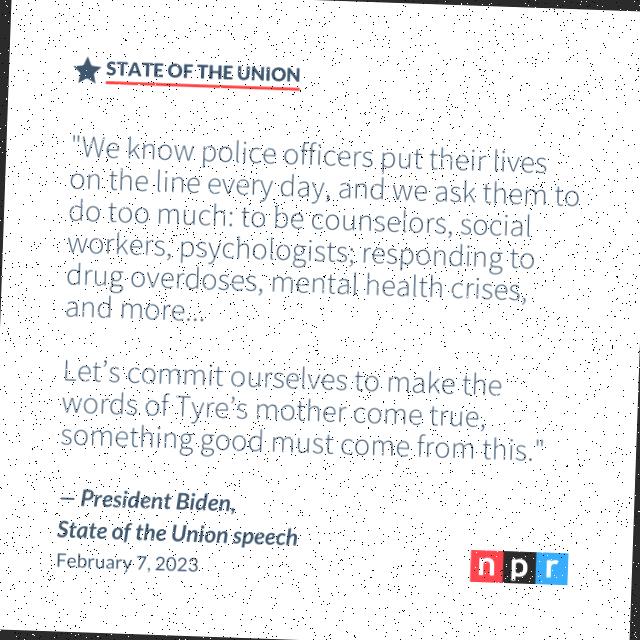 STATE OF THE UNION
"We know police officers put their lives
on the line every day, and we ask them to
do too much: to be counselors, social
workers, psychologists; responding to
drug overdoses, mental health crises,
and more...
Let's commit ourselves to make the
words of Tyre's mother come true,
something good must come from this."
— President Biden,
State of the Union speech
February 7, 2023
npr